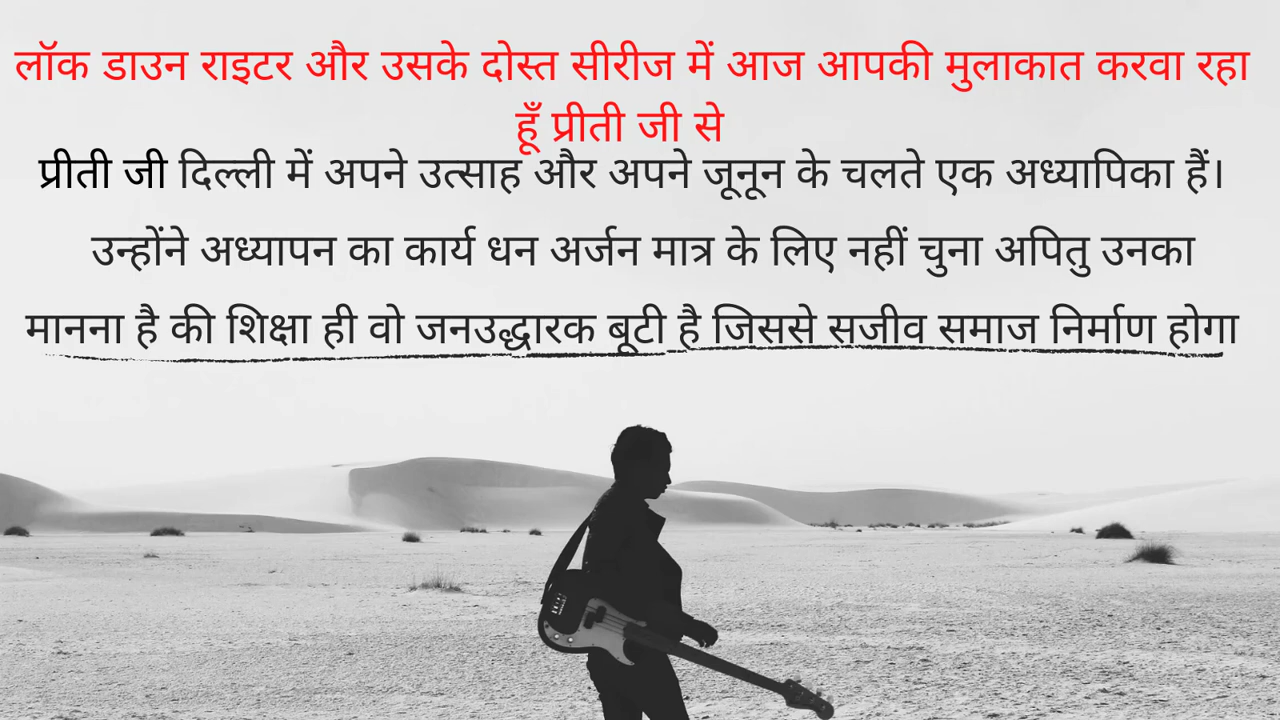 लॉक डाउन राइटर और उसके दोस्त सीरीज में आज आपकी मुलाकात करवा रहा
हूँ प्रीती जी से
प्रीती जी दिल्ली में अपने उत्साह और अपने जूनून के चलते एक अध्यापिका हैं।
उन्होंने अध्यापन का कार्य धन अर्जन मात्र के लिए नहीं चुना अपितु उनका
मानना है की शिक्षा ही वो जनउद्धारक बूटी है जिससे सजीव समाज निर्माण होगा